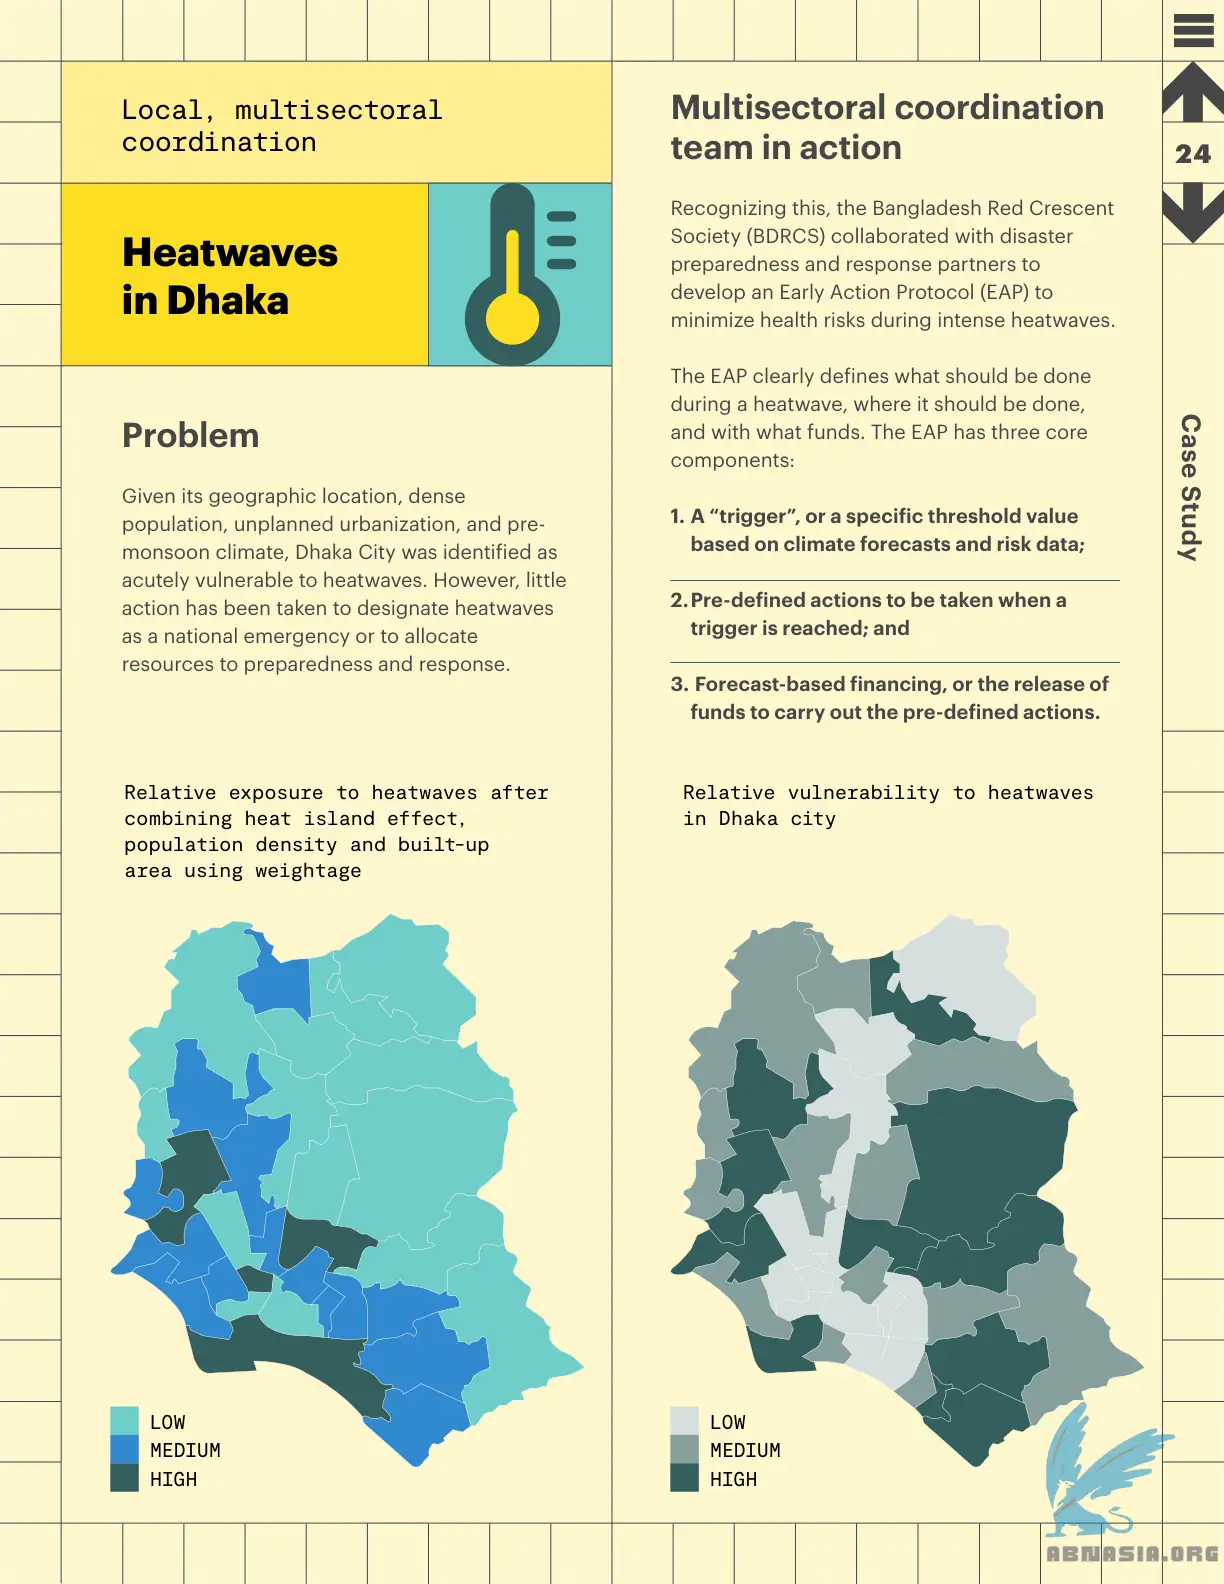 Local, multisectoral
coordination
Heatwaves
in Dhaka
Problem
Given its geographic location, dense
population, unplanned urbanization, and pre-
monsoon climate, Dhaka City was identified as
acutely vulnerable to heatwaves. However, little
action has been taken to designate heatwaves
as a national emergency or to allocate
resources to preparedness and response.
Multisectoral coordination
team in action
Recognizing this, the Bangladesh Red Crescent
Society (BDRCS) collaborated with disaster
preparedness and response partners to
develop an Early Action Protocol (EAP) to
minimize health risks during intense heatwaves.
The EAP clearly defines what should be done
during a heatwave, where it should be done,
and with what funds. The EAP has three core
components:
1. A “trigger”, or a specific threshold value
based on climate forecasts and risk data;
2. Pre-defined actions to be taken when a
trigger is reached; and
3. Forecast-based financing, or the release of
funds to carry out the pre-defined actions.
Relative exposure to heatwaves after
combining heat island effect,
population density and built-up
area using weightage
LOW
MEDIUM
HIGH
Relative vulnerability to heatwaves
in Dhaka city
LOW
MEDIUM
HIGH
24
Case Study
ABNASIA.ORG